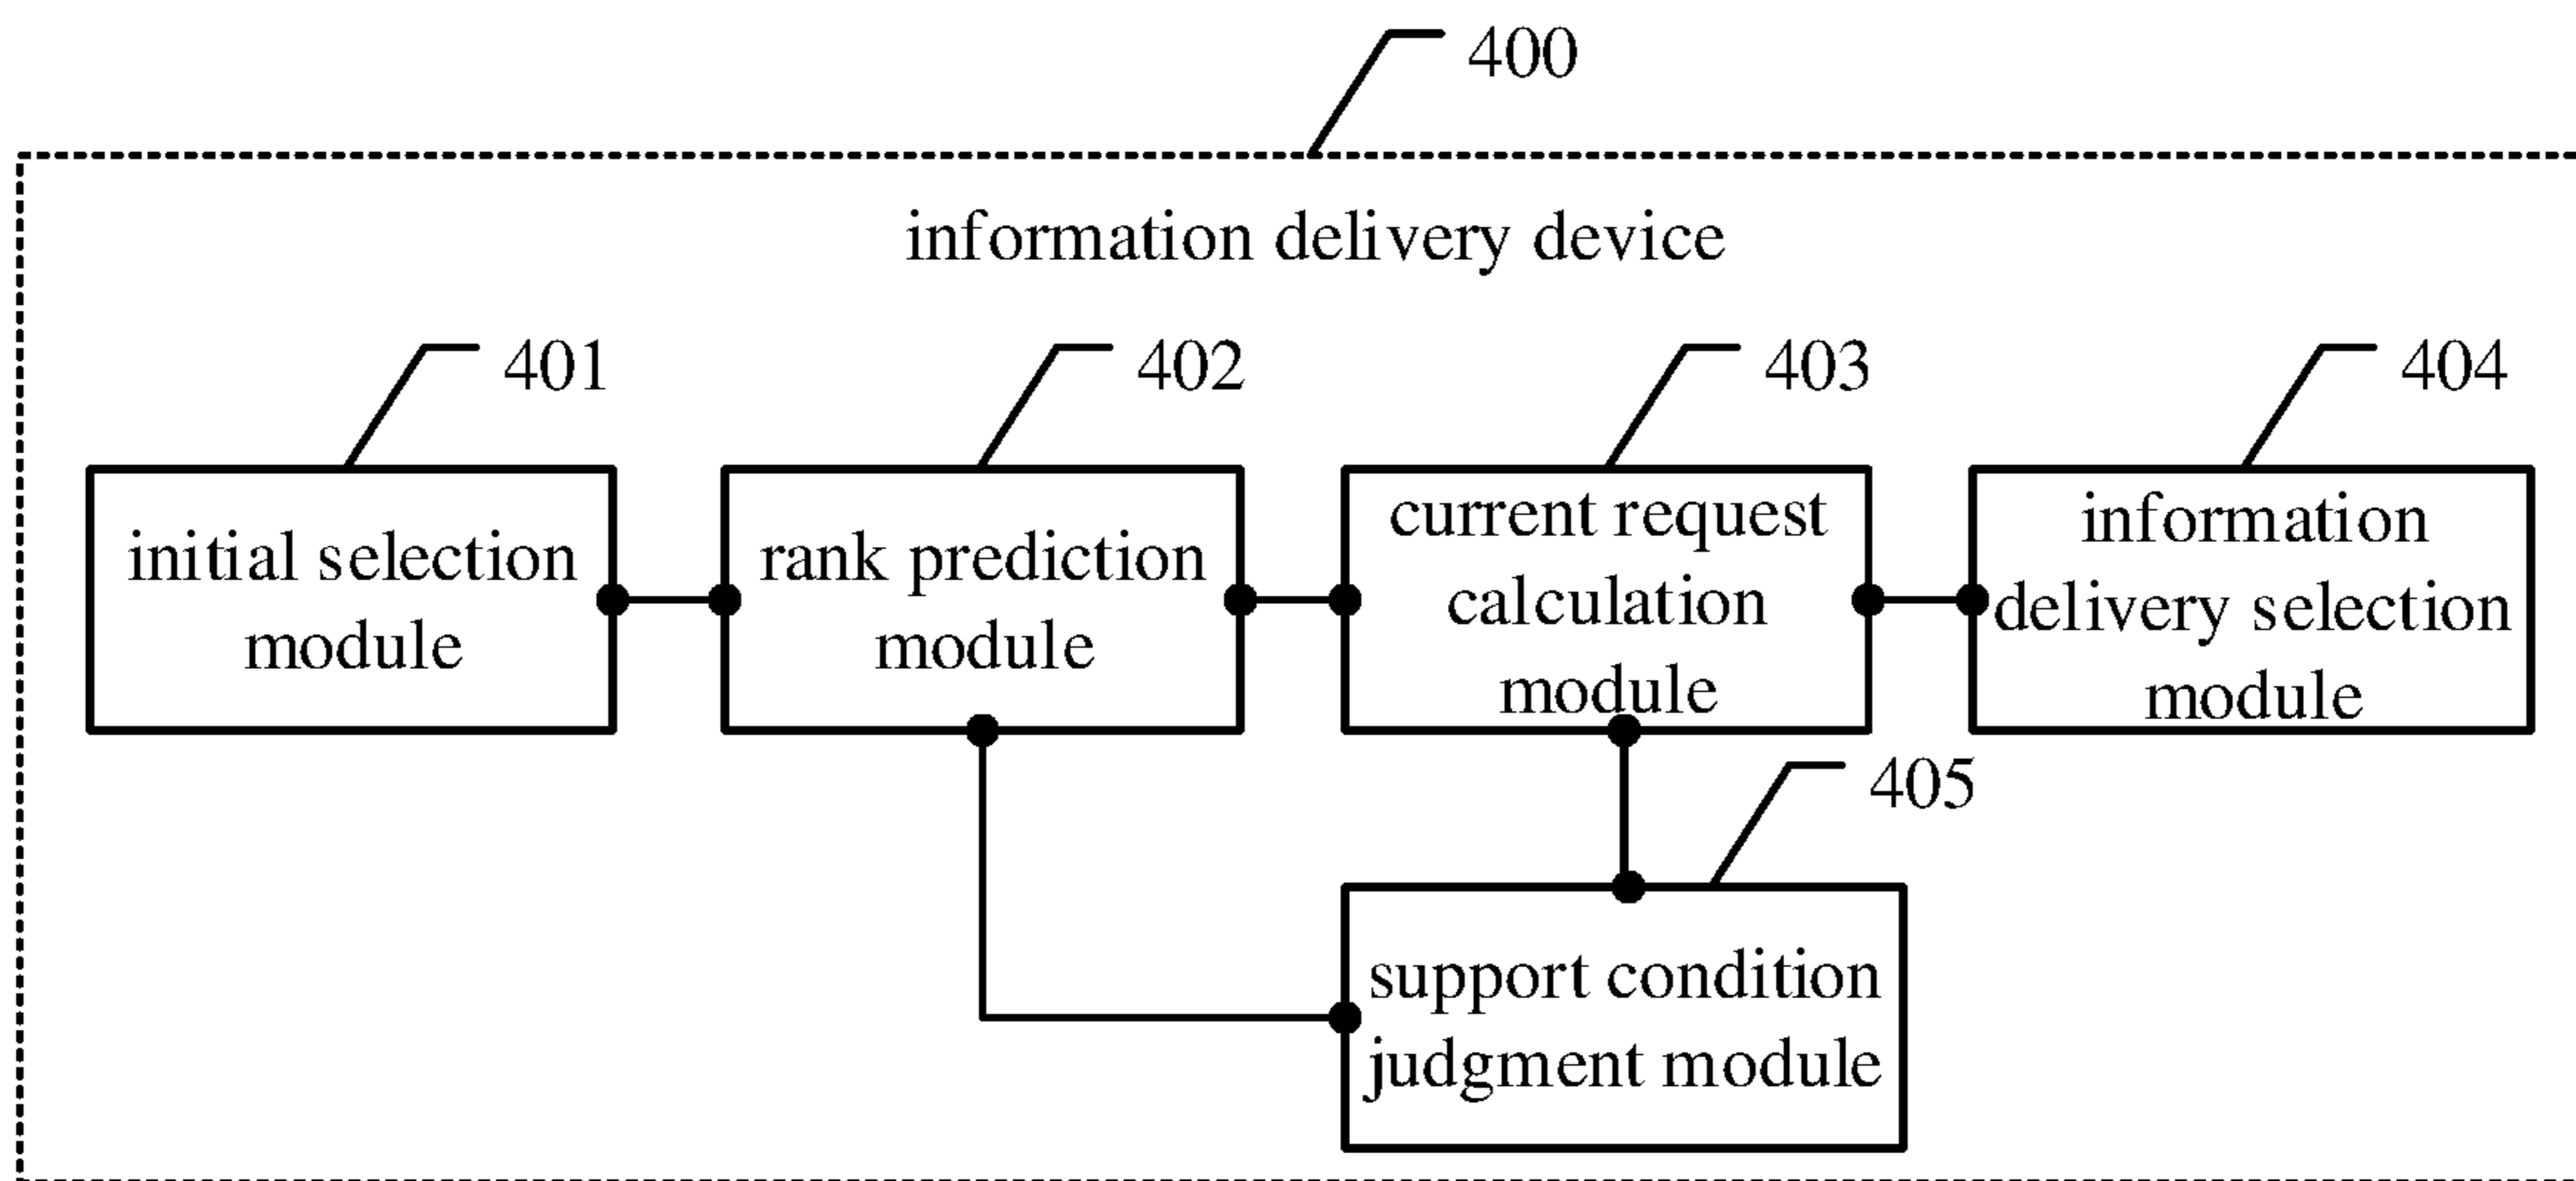 400
information delivery device
401
402
403
404
initial selection
module
rank prediction
module
current request
calculation
module
information
delivery selection
module
405
support condition
judgment module